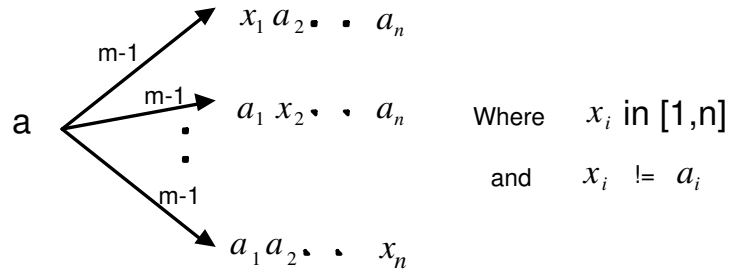 x₁ a₂ . . aₙ
m-1
m-1
a₁ x₂ . . aₙ
Where xᵢ in [1,n]
a
and xᵢ != aᵢ
m-1
a₁ a₂ . . xₙ